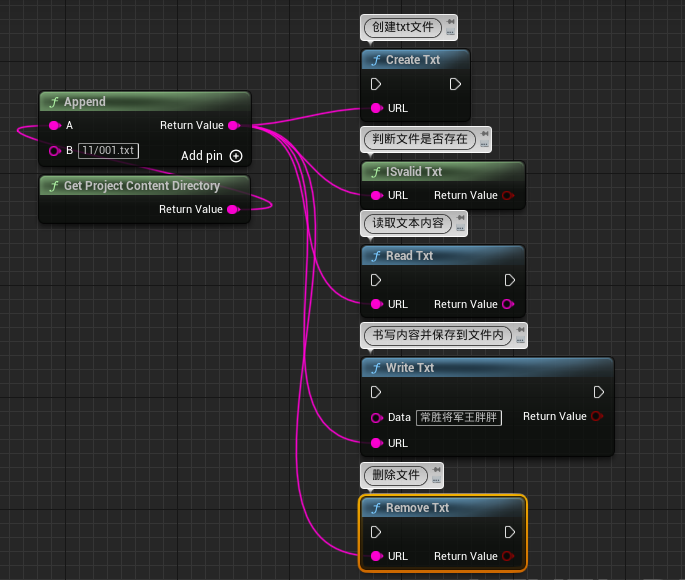 创建txt文件
Create Txt
URL
Append
A
Return Value
B
11/001.txt
Add pin
Get Project Content Directory
Return Value
判断文件是否存在
ISvalid Txt
URL
Return Value
读取文本内容
Read Txt
URL
Return Value
书写内容并保存到文件内
Write Txt
Data
常胜将军王胖胖
Return Value
URL
删除文件
Remove Txt
URL
Return Value